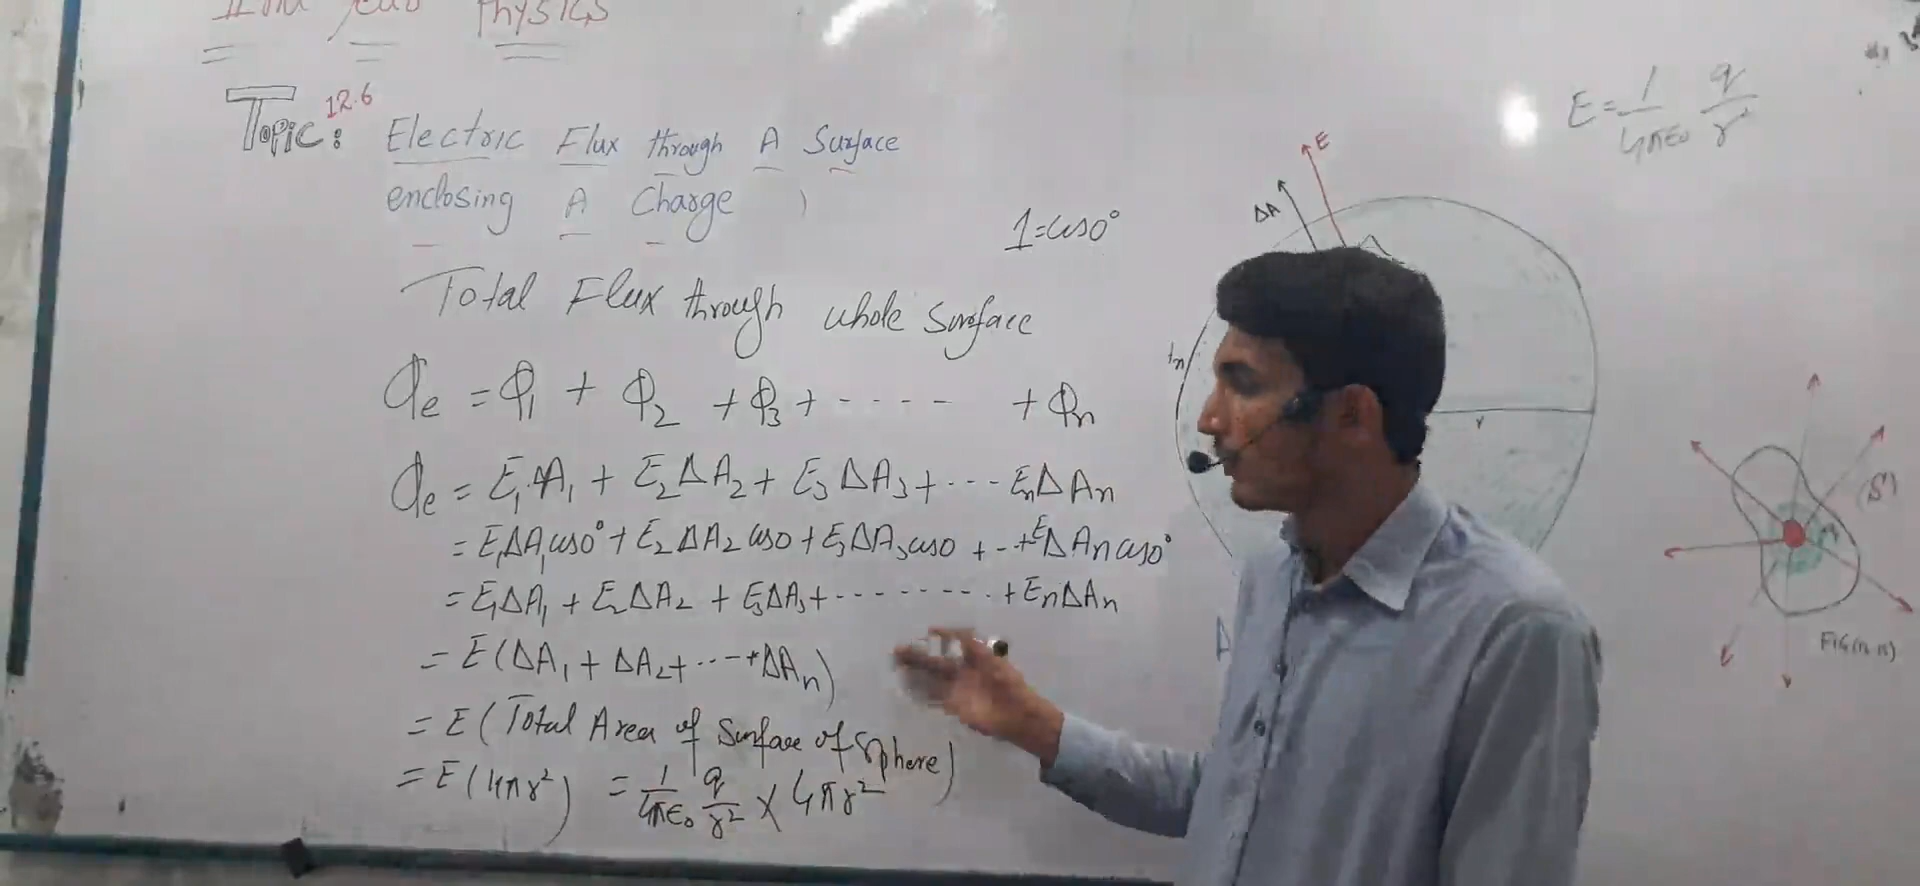 Physics
Topic: 12.6
Electric Flux through A Surface
enclosing A Charge
1=cos0°
Total Flux through whole Surface
Φe = Φ1 + Φ2 + Φ3 + - - - - + Φn
Φe = E1.A1 + E2ΔA2 + E3ΔA3 + --- EnΔAn
= E1ΔA1cos0° + E2ΔA2cos0 + E3ΔA3cos0 + -- + EΔAncos0°
= E1ΔA1 + E2ΔA2 + E3ΔA3 + - - - - - - - - + EnΔAn
= E(ΔA1 + ΔA2 + ---+ΔAn)
= E(Total Area of Surface of Sphere)
= E(4πr²) = 1/4πε0 q/r² × 4πr²
E = 1/4πε0 q/r²
E
ΔA
r
(S')